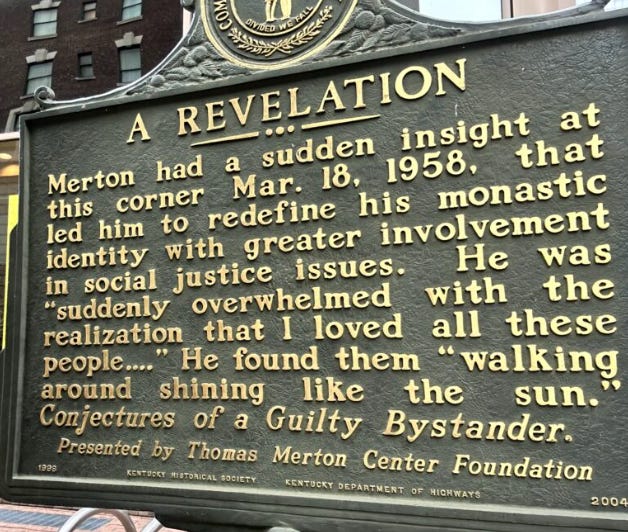 DIVIDED WE FALL
A REVELATION
Merton had a sudden insight at
this corner Mar. 18, 1958, that
led him to redefine his monastic
identity with greater involvement
in social justice issues. He was
“suddenly overwhelmed with the
realization that I loved all these
people....” He found them “walking
around shining like the sun.”
Conjectures of a Guilty Bystander.
Presented by Thomas Merton Center Foundation
1998 KENTUCKY HISTORICAL SOCIETY KENTUCKY DEPARTMENT OF HIGHWAYS 2004